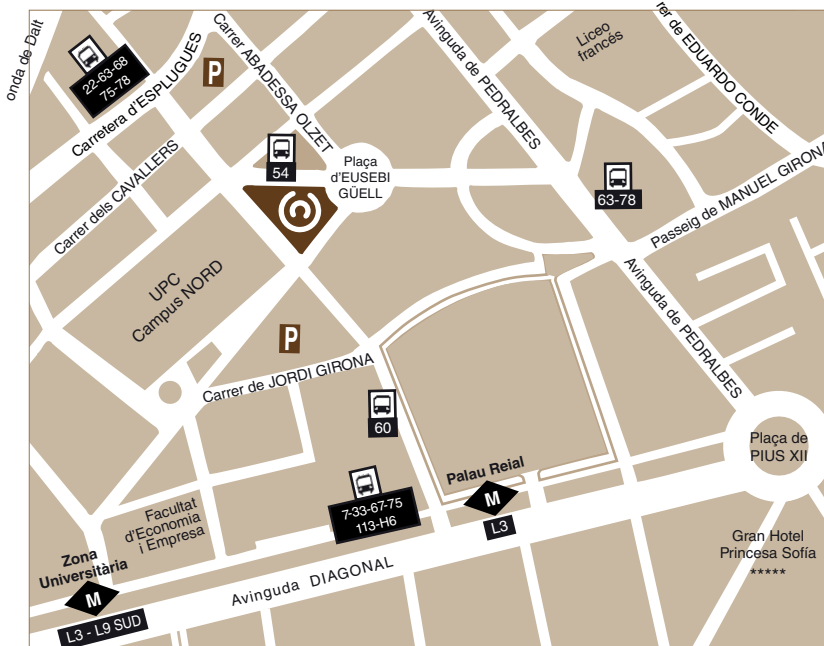 onda de Dalt
22-63-68
75-78
P
Carretera d'ESPLUGUES
Carrer ABADESSA OLZET
Avinguda de PEDRALBES
Liceo
francés
rer de EDUARDO CONDE
54
Plaça
d'EUSEBI
GÜELL
63-78
Passeig de MANUEL GIRONA
Carrer dels CAVALLERS
UPC
Campus NORD
Avinguda de PEDRALBES
P
Carrer de JORDI GIRONA
60
Plaça de
PIUS XII
Palau Reial
M
L3
7-33-67-75
113-H6
Facultat
d'Economia
i Empresa
Gran Hotel
Princesa Sofía
*****
Zona
Universitària
M
L3 - L9 SUD
Avinguda DIAGONAL